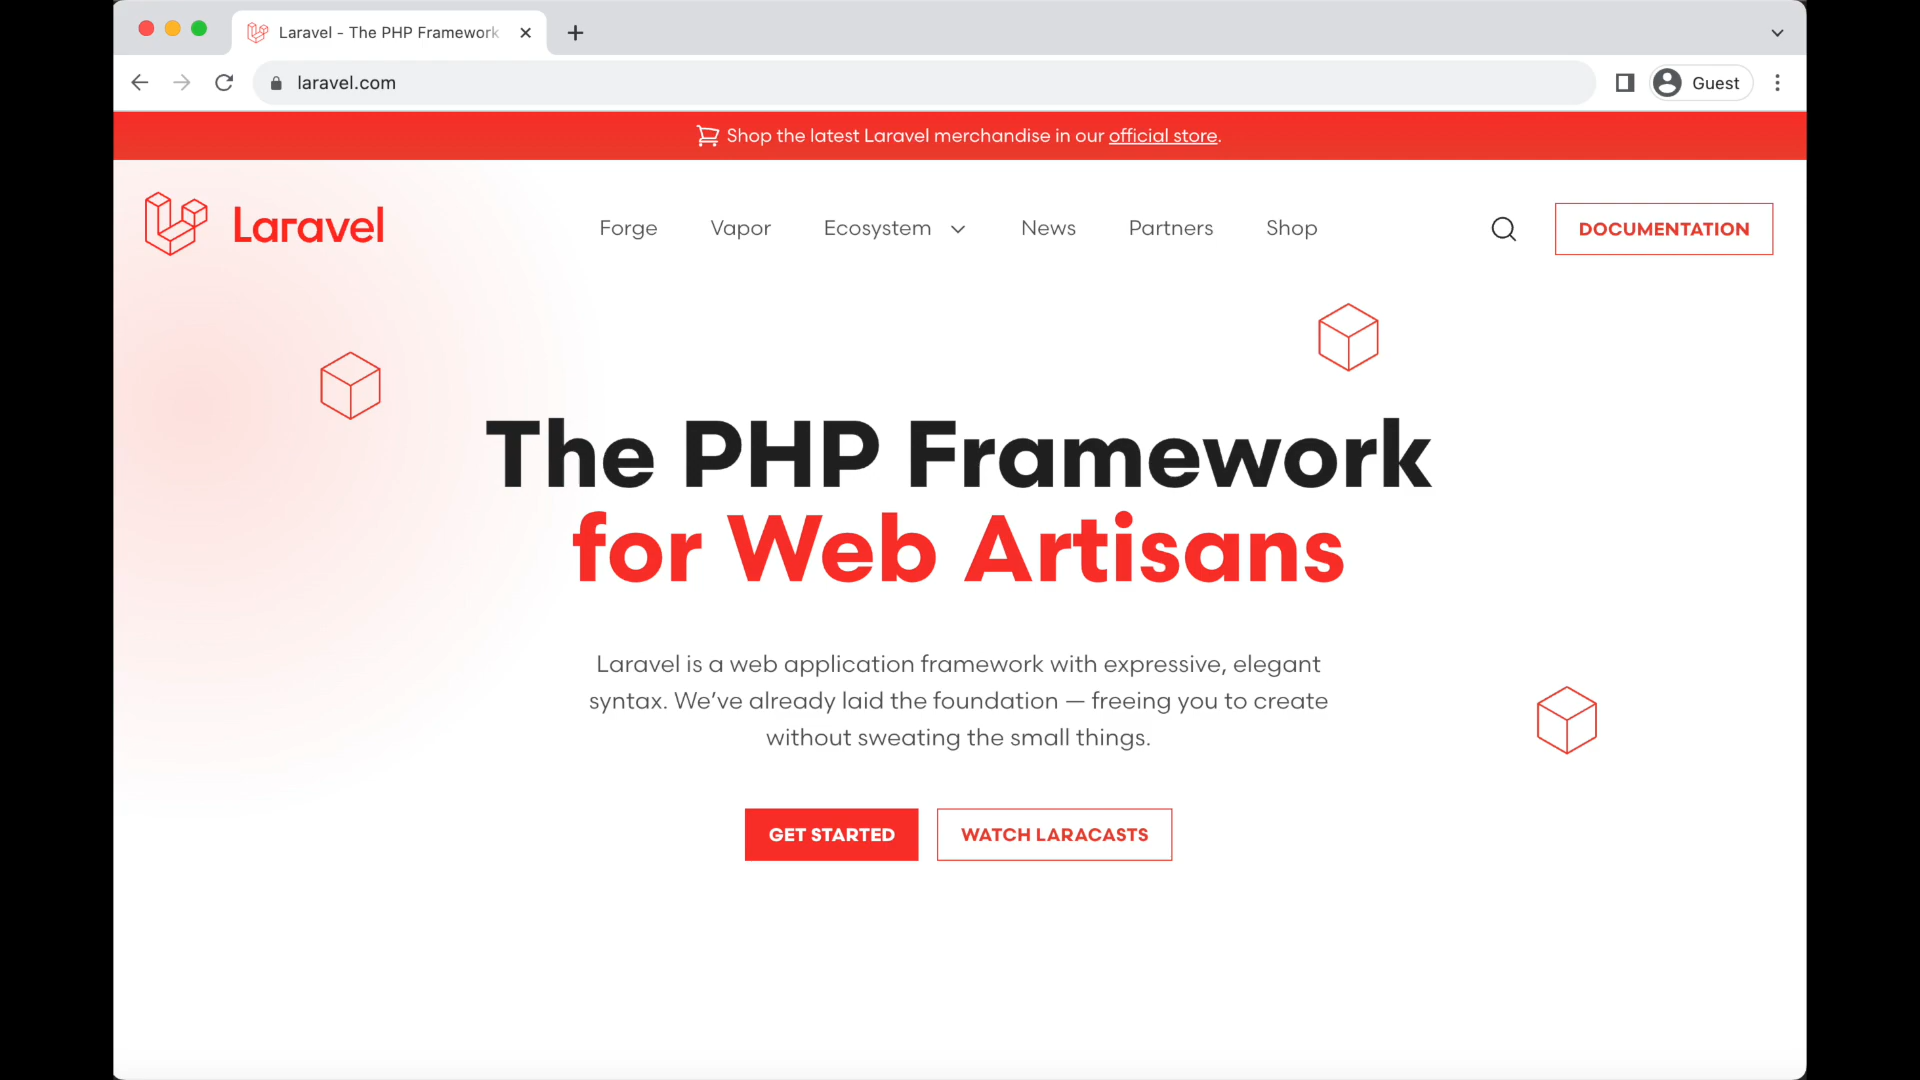 Laravel - The PHP Framework
laravel.com
Guest
Shop the latest Laravel merchandise in our official store.
Laravel
Forge
Vapor
Ecosystem
News
Partners
Shop
DOCUMENTATION
The PHP Framework
for Web Artisans
Laravel is a web application framework with expressive, elegant
syntax. We’ve already laid the foundation — freeing you to create
without sweating the small things.
GET STARTED
WATCH LARACASTS